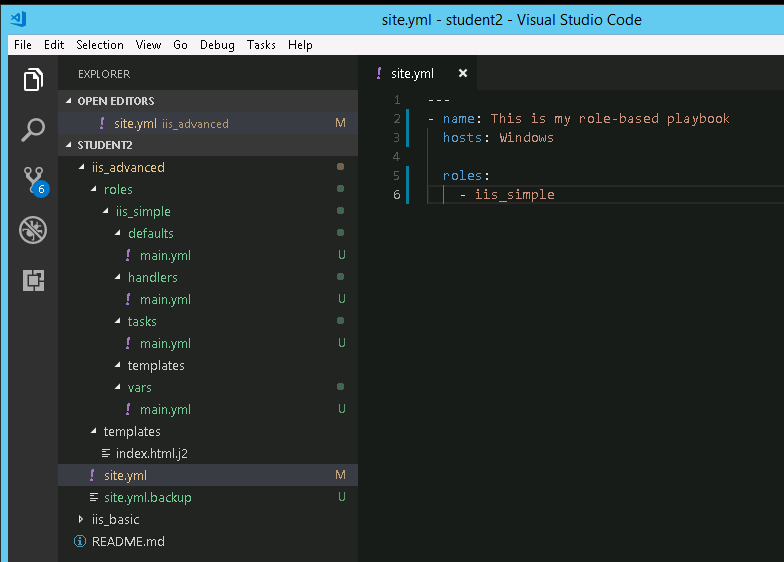 site.yml - student2 - Visual Studio Code
File Edit Selection View Go Debug Tasks Help
EXPLORER
OPEN EDITORS
! site.yml iis_advanced M
STUDENT2
iis_advanced
roles
iis_simple
defaults
! main.yml U
handlers
! main.yml U
tasks
! main.yml U
templates
vars
! main.yml U
templates
index.html.j2
! site.yml M
site.yml.backup U
iis_basic
README.md
6
! site.yml ×
1 ---
2 - name: This is my role-based playbook
3 hosts: Windows
4
5 roles:
6 - iis_simple